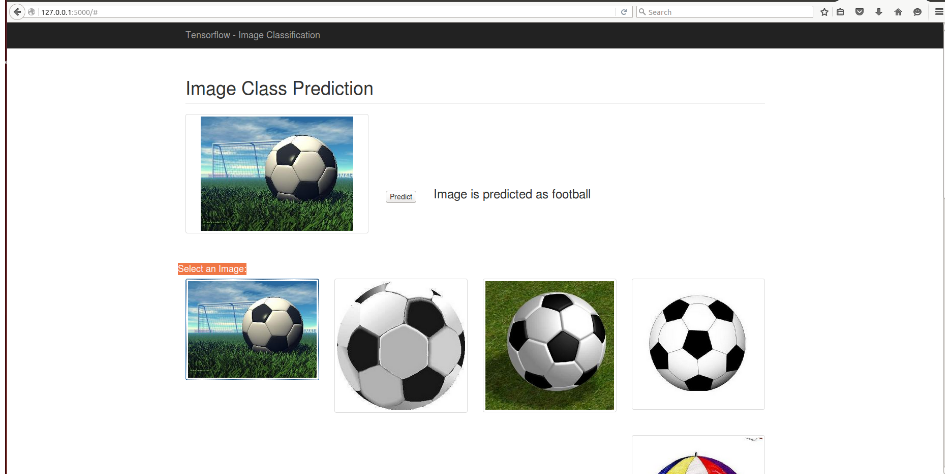 127.0.0.1:5000/#
Search
Tensorflow - Image Classification
Image Class Prediction
Predict
Image is predicted as football
Select an Image: